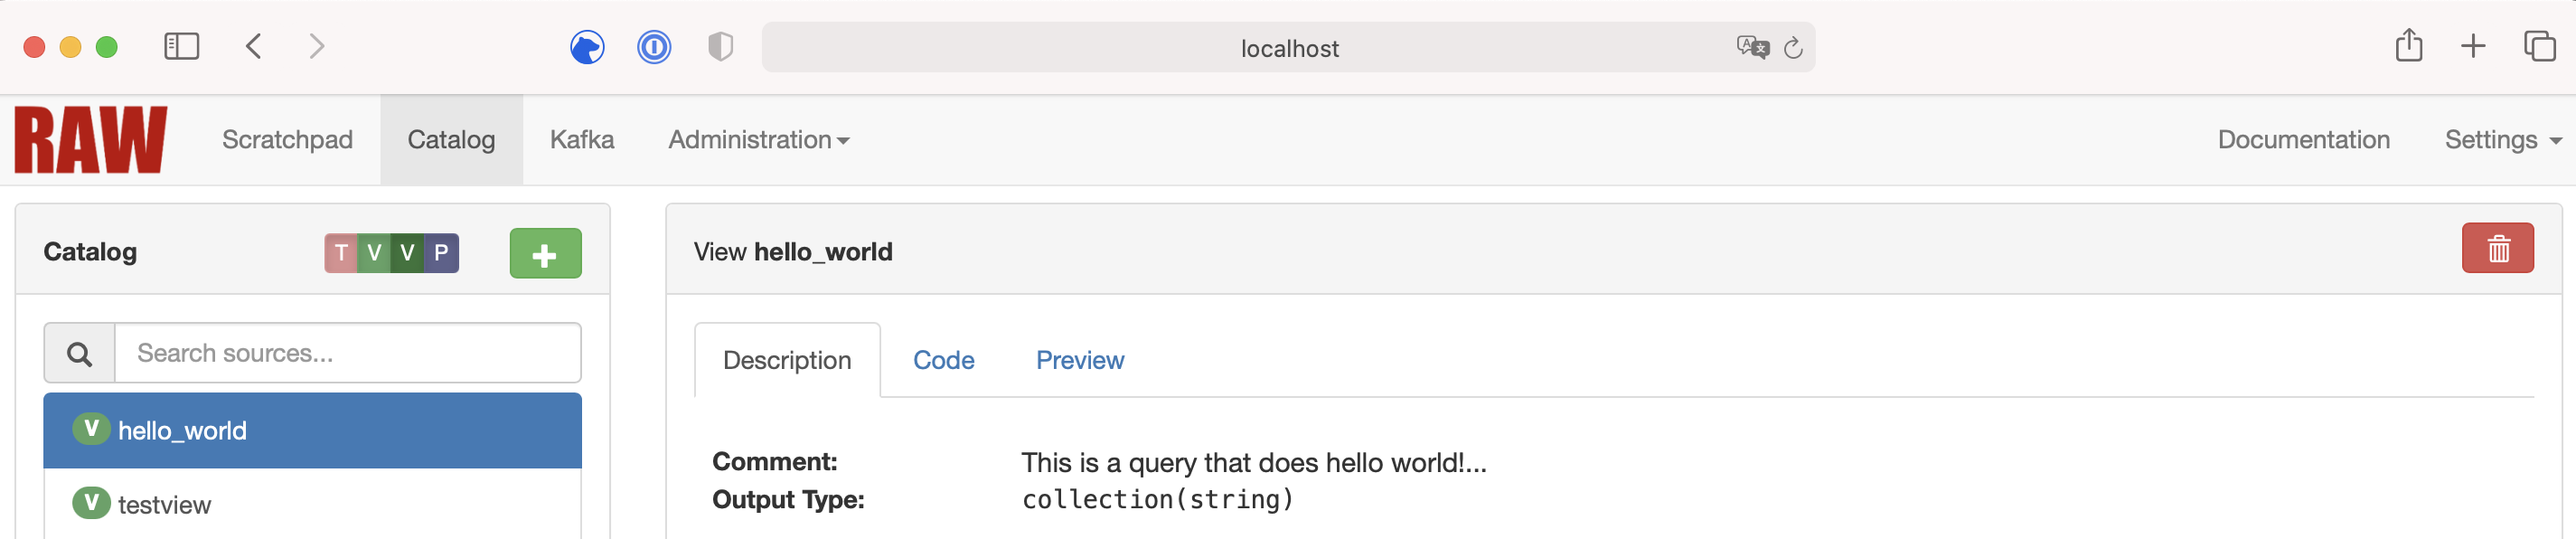 localhost
RAW Scratchpad Catalog Kafka Administration Documentation Settings
Catalog T V V P
View hello_world
Search sources...
Description Code Preview
V hello_world
V testview
Comment: This is a query that does hello world!...
Output Type: collection(string)